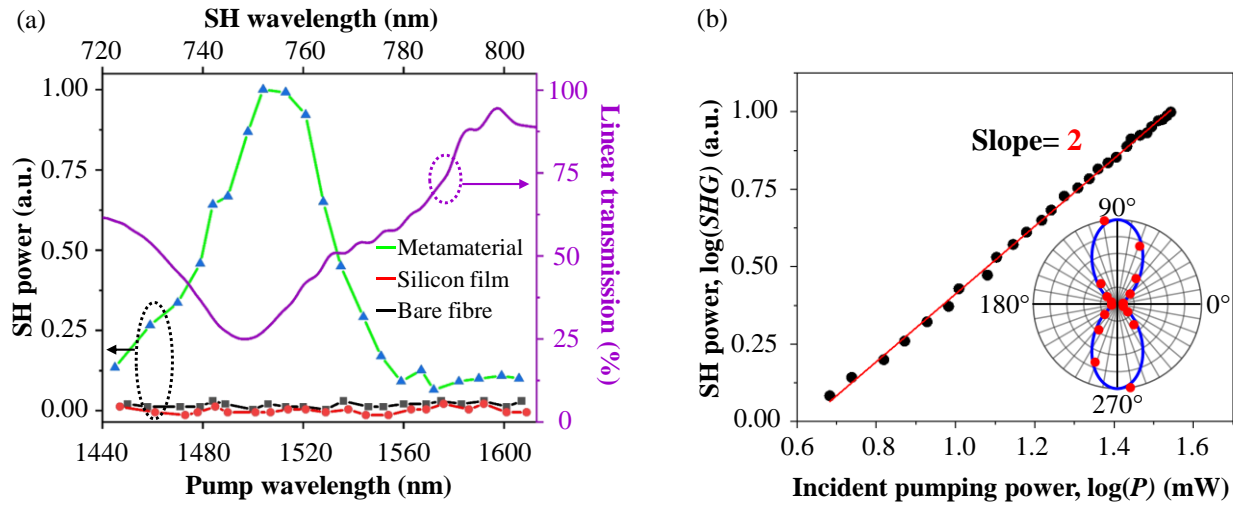 (a)
SH wavelength (nm)
720 740 760 780 800
SH power (a.u.)
1.00
0.75
0.50
0.25
0.00
Metamaterial
Silicon film
Bare fibre
100
75
50
25
0
Linear transmission (%)
1440 1480 1520 1560 1600
Pump wavelength (nm)
(b)
SH power, log(SHG) (a.u.)
1.00
0.75
0.50
0.25
0.00
Slope= 2
90°
180° 0°
270°
0.6 0.8 1.0 1.2 1.4 1.6
Incident pumping power, log(P) (mW)